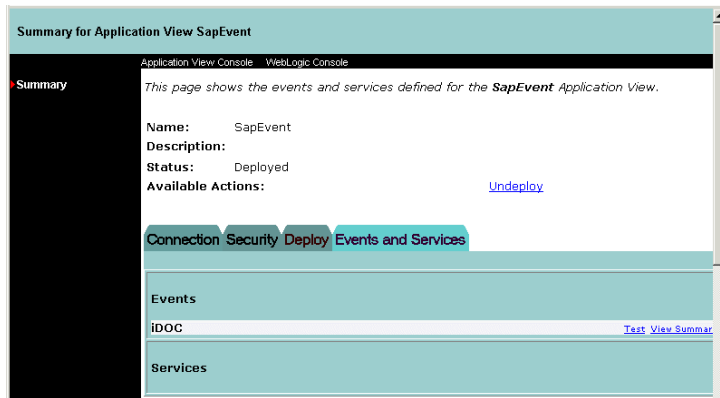 Summary for Application View SapEvent
Application View Console WebLogic Console
Summary
This page shows the events and services defined for the SapEvent Application View.
Name: SapEvent
Description:
Status: Deployed
Available Actions: Undeploy
Connection Security Deploy Events and Services
Events
iDOC Test View Summar
Services